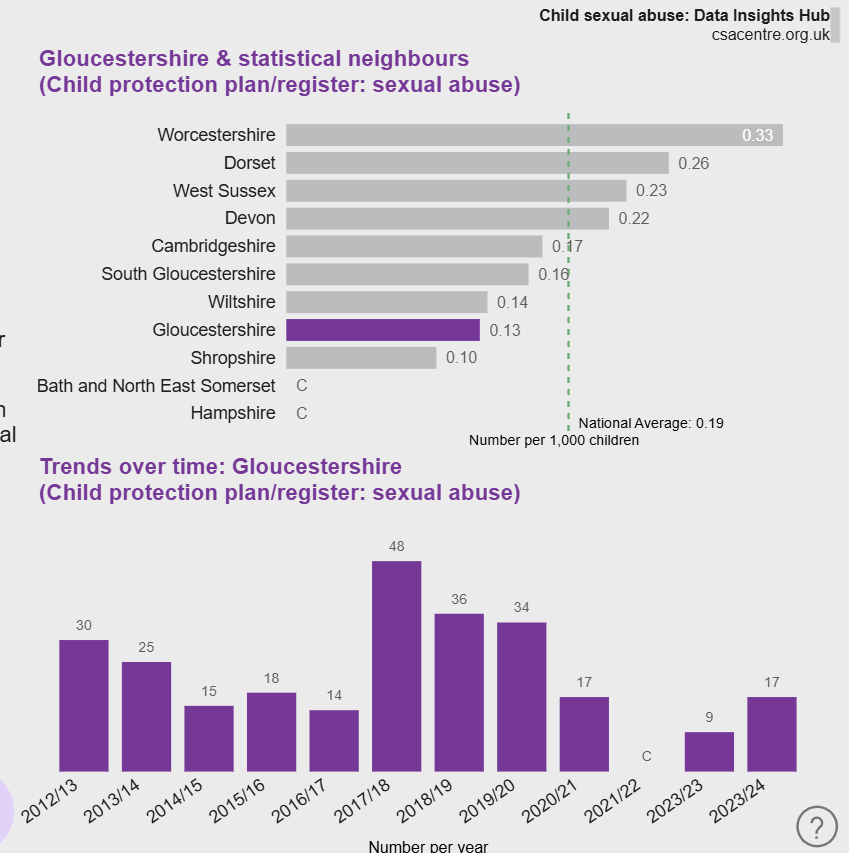 Child sexual abuse: Data Insights Hub
csacentre.org.uk
Gloucestershire & statistical neighbours
(Child protection plan/register: sexual abuse)
Worcestershire 0.33
Dorset 0.26
West Sussex 0.23
Devon 0.22
Cambridgeshire 0.17
South Gloucestershire 0.16
Wiltshire 0.14
r
Gloucestershire 0.13
Shropshire 0.10
Bath and North East Somerset C
n
Hampshire C
National Average: 0.19
al
Number per 1,000 children
Trends over time: Gloucestershire
(Child protection plan/register: sexual abuse)
30 25 15 18 14 48 36 34 17 C 9 17
2012/13 2013/14 2014/15 2015/16 2016/17 2017/18 2018/19 2019/20 2020/21 2021/22 2023/23 2023/24
?
Number per year